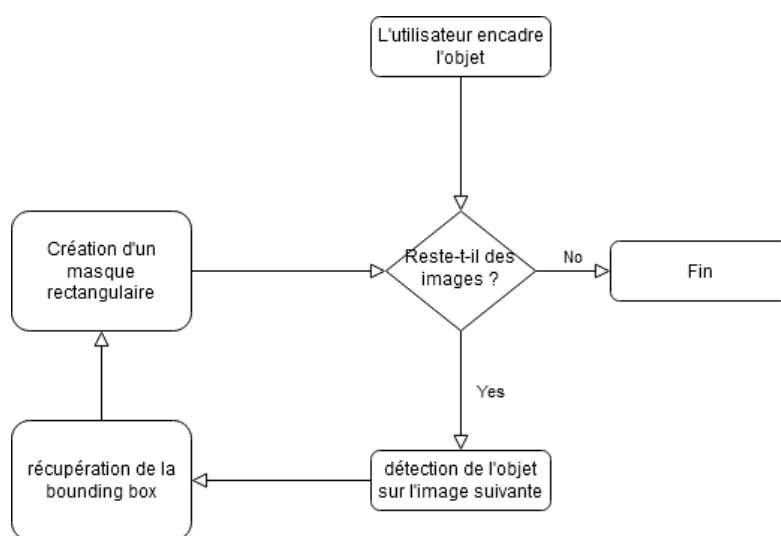 L'utilisateur encadre
l'objet
Création d'un
masque
rectangulaire
Reste-t-il des
images ?
No
Fin
Yes
récupération de la
bounding box
détection de l'objet
sur l'image suivante